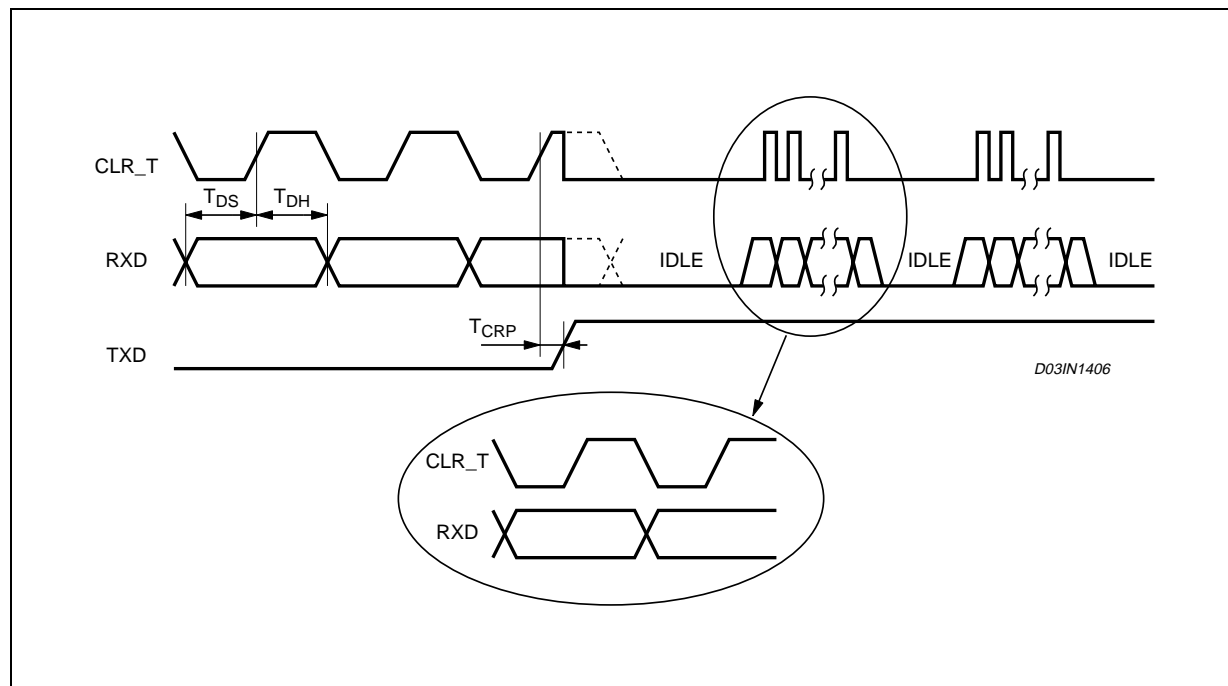 CLR_T
TDS TDH
RXD IDLE IDLE IDLE
TCRP
TXD
D03IN1406
CLR_T
RXD